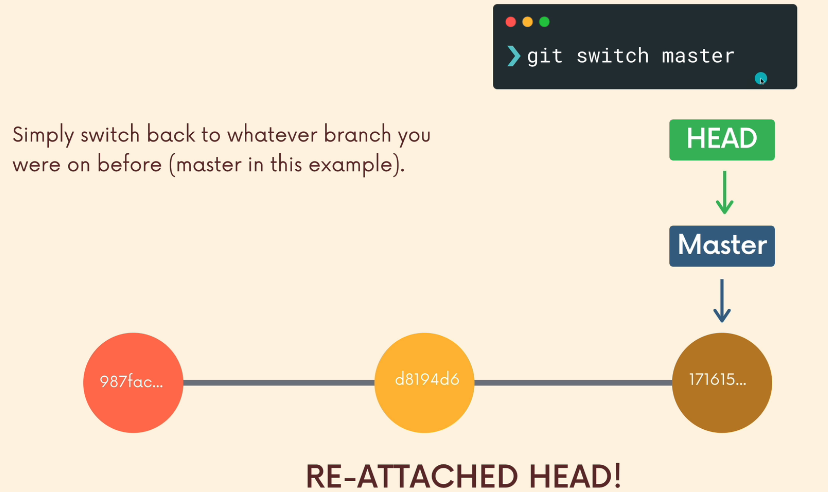 ❯git switch master
Simply switch back to whatever branch you
were on before (master in this example).
HEAD
Master
987fac...
d8194d6
171615...
RE-ATTACHED HEAD!